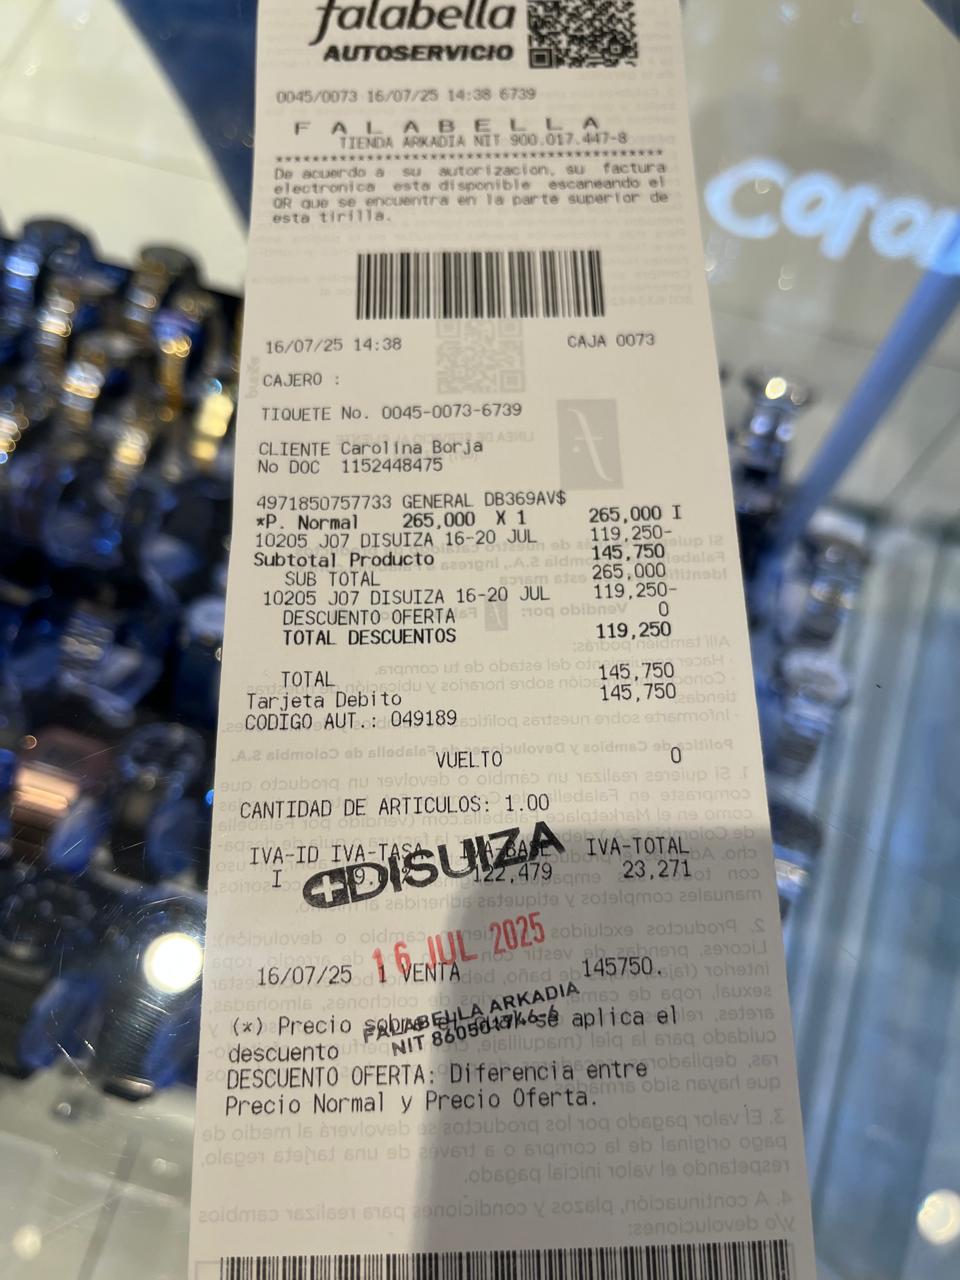 falabella
AUTOSERVICIO
0045/0073 16/07/25 14:38 6739
F A L A B E L L A
TIENDA ARKADIA NIT 900.017.447-8
****************************************************
De acuerdo a su autorizacion, su factura
electronica esta disponible escaneando el
QR que se encuentra en la parte superior de
esta tirilla.
16/07/25 14:38 CAJA 0073
CAJERO :
TIQUETE No. 0045-0073-6739
CLIENTE Carolina Borja
No DOC 1152448475
4971850757733 GENERAL DB369AV$
*P. Normal 265,000 X 1 265,000 I
10205 J07 DISUIZA 16-20 JUL 119,250-
Subtotal Producto 145,750
SUB TOTAL 265,000
10205 J07 DISUIZA 16-20 JUL 119,250-
DESCUENTO OFERTA 0
TOTAL DESCUENTOS 119,250
TOTAL 145,750
Tarjeta Debito 145,750
CODIGO AUT.: 049189
VUELTO 0
CANTIDAD DE ARTICULOS: 1.00
IVA-ID IVA-TASA IVA-BASE IVA-TOTAL
I 122,479 23,271
DISUIZA
16 JUL 2025
16/07/25 1 VENTA 145750.
FALABELLA ARKADIA
NIT 860501746-6
(*) Precio sobre se aplica el
descuento
DESCUENTO OFERTA: Diferencia entre
Precio Normal y Precio Oferta.